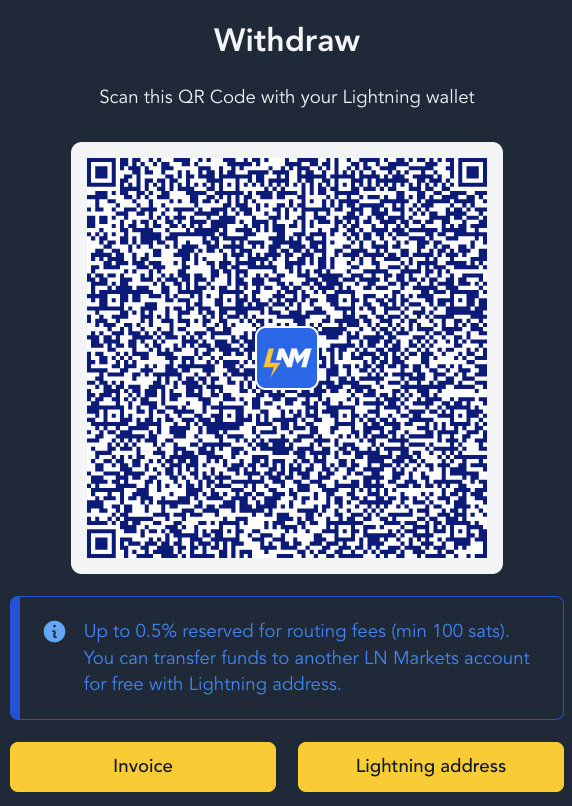 Withdraw
Scan this QR Code with your Lightning wallet
LNM
Up to 0.5% reserved for routing fees (min 100 sats).
You can transfer funds to another LN Markets account
for free with Lightning address.
Invoice
Lightning address